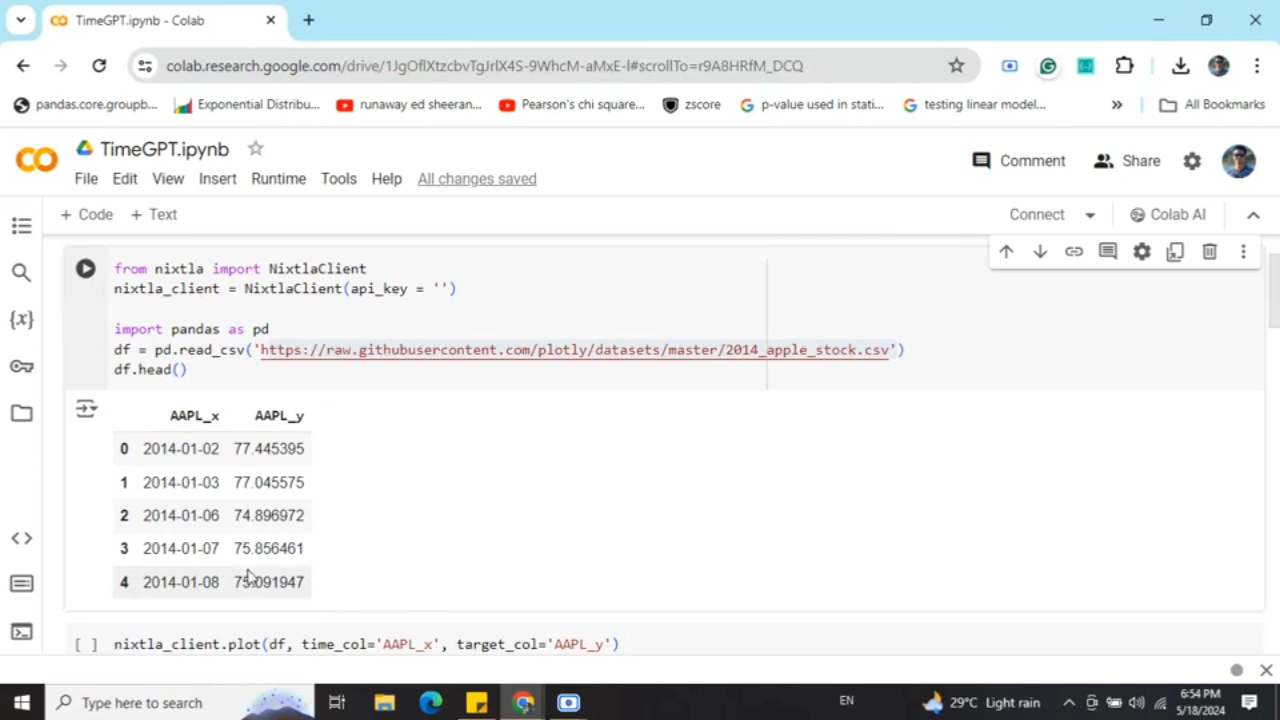 TimeGPT.ipynb - Colab
colab.research.google.com/drive/1JgOflXtzcbvTgJrlX4S-9WhcM-aMxE-l#scrollTo=r9A8HRfM_DCQ
pandas.core.groupb... Exponential Distribu... runaway ed sheeran... Pearson's chi square... zscore p-value used in stati... testing linear model... » All Bookmarks
CO TimeGPT.ipynb Comment Share
File Edit View Insert Runtime Tools Help All changes saved
+ Code + Text Connect Colab AI
from nixtla import NixtlaClient
nixtla_client = NixtlaClient(api_key = '')
{x}
import pandas as pd
df = pd.read_csv('https://raw.githubusercontent.com/plotly/datasets/master/2014_apple_stock.csv')
df.head()
AAPL_x AAPL_y
0 2014-01-02 77.445395
1 2014-01-03 77.045575
2 2014-01-06 74.896972
3 2014-01-07 75.856461
4 2014-01-08 75.091947
[ ] nixtla_client.plot(df, time_col='AAPL_x', target_col='AAPL_y')
Type here to search EN 29°C Light rain 6:54 PM
5/18/2024